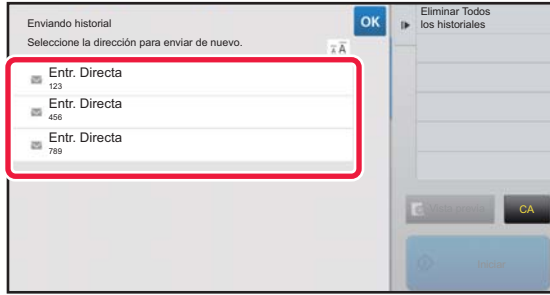 Enviando historial
OK
Seleccione la dirección para enviar de nuevo.
A A
Entr. Directa
123
Entr. Directa
456
Entr. Directa
789
Eliminar Todos
los historiales
CA
Iniciar